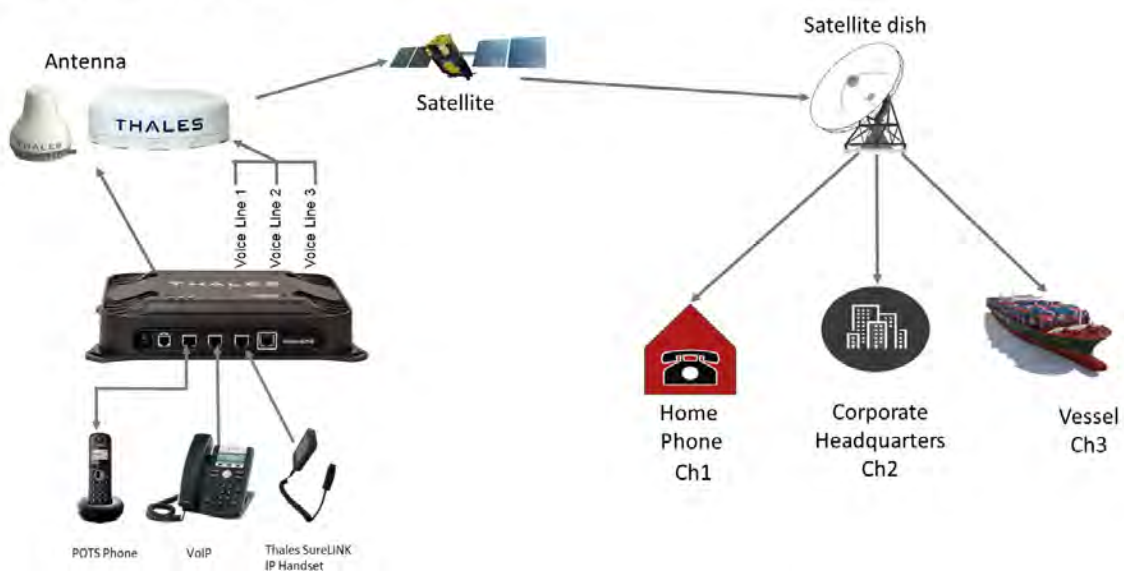 Satellite dish
Antenna
THALES
THALES
Satellite
Voice Line 1
Voice Line 2
Voice Line 3
THALES
Home
Phone
Ch1
Corporate
Headquarters
Ch2
Vessel
Ch3
POTS Phone
VoIP
Thales SureLINK
IP Handset